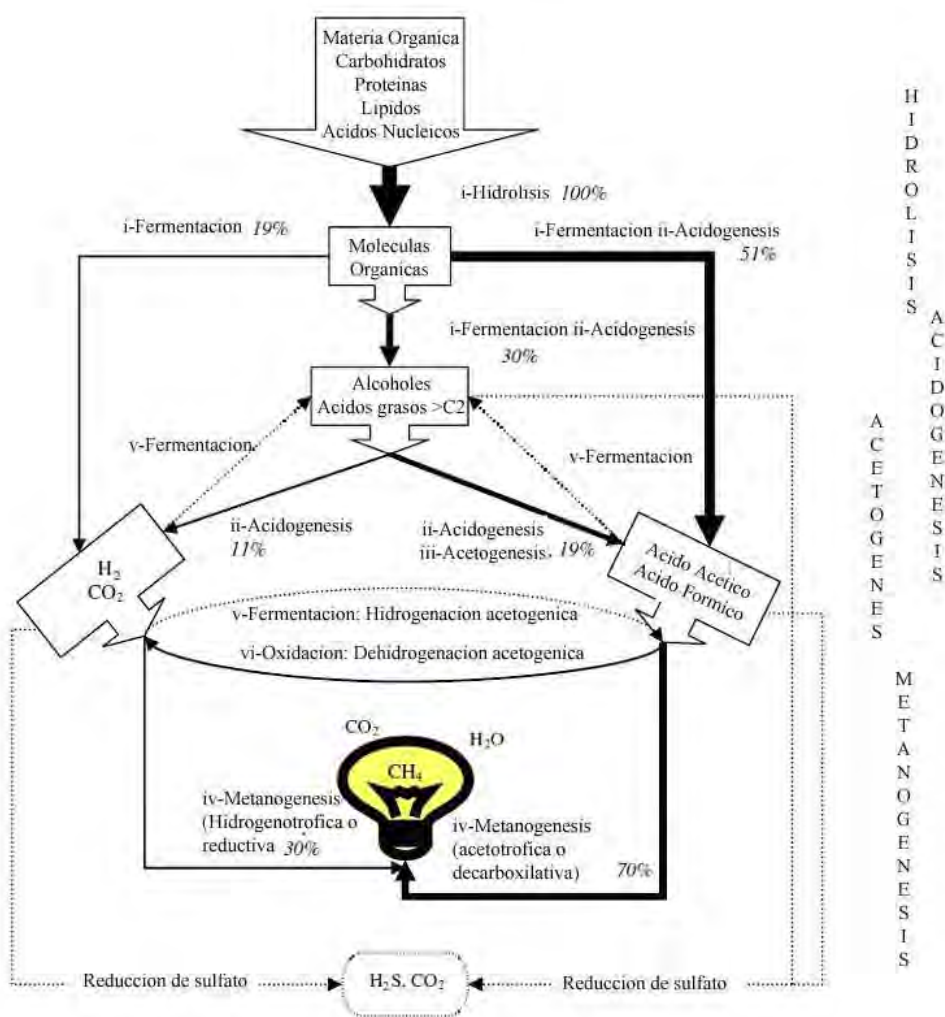 Materia Organica
Carbohidratos
Proteinas
Lipidos
Acidos Nucleicos
i-Hidrolisis 100%
i-Fermentacion 19%
i-Fermentacion ii-Acidogenesis
51%
Moleculas
Organicas
i-Fermentacion ii-Acidogenesis
30%
Alcoholes
Acidos grasos >C2
v-Fermentacion
v-Fermentacion
ii-Acidogenesis
11%
ii-Acidogenesis
iii-Acetogenesis, 19%
H2
CO2
Acido Acetico
Acido Formico
v-Fermentacion: Hidrogenacion acetogenica
vi-Oxidacion: Dehidrogenacion acetogenica
CO2
H2O
CH4
iv-Metanogenesis
(Hidrogenotrofica o
reductiva 30%
iv-Metanogenesis
(acetotrofica o
decarboxilativa) 70%
Reduccion de sulfato
H2S. CO2
Reduccion de sulfato
HIDROLISIS
ACIDOGENESIS
ACETOGENES
METANOGENESIS